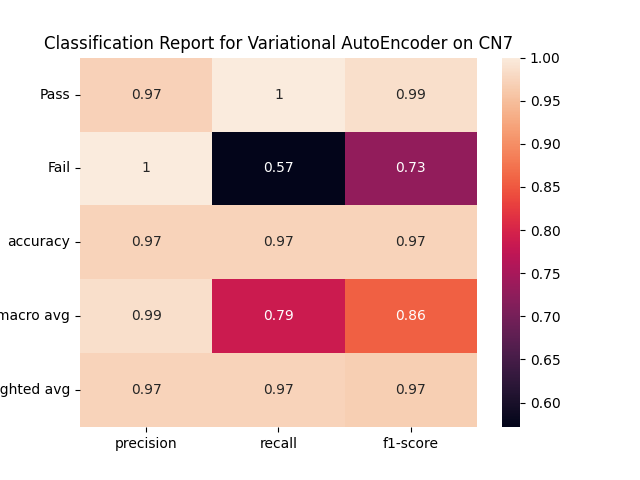 Classification Report for Variational AutoEncoder on CN7
Pass 0.97 1 0.99
Fail 1 0.57 0.73
accuracy 0.97 0.97 0.97
macro avg 0.99 0.79 0.86
ghted avg 0.97 0.97 0.97
precision recall f1-score
1.00
0.95
0.90
0.85
0.80
0.75
0.70
0.65
0.60